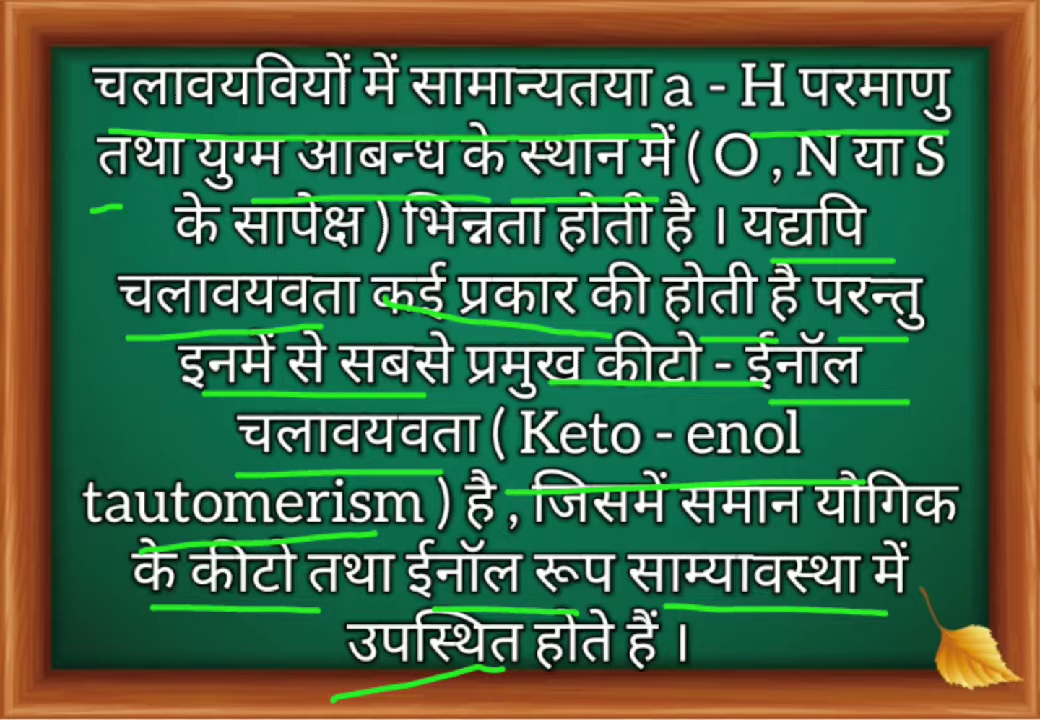 चलावयवियों में सामान्यतया a - H परमाणु
तथा युग्म आबन्ध के स्थान में ( O , N या S
के सापेक्ष ) भिन्नता होती है । यद्यपि
चलावयवता कई प्रकार की होती है परन्तु
इनमें से सबसे प्रमुख कीटो - ईनॉल
चलावयवता ( Keto - enol
tautomerism ) है , जिसमें समान यौगिक
के कीटो तथा ईनॉल रूप साम्यावस्था में
उपस्थित होते हैं ।